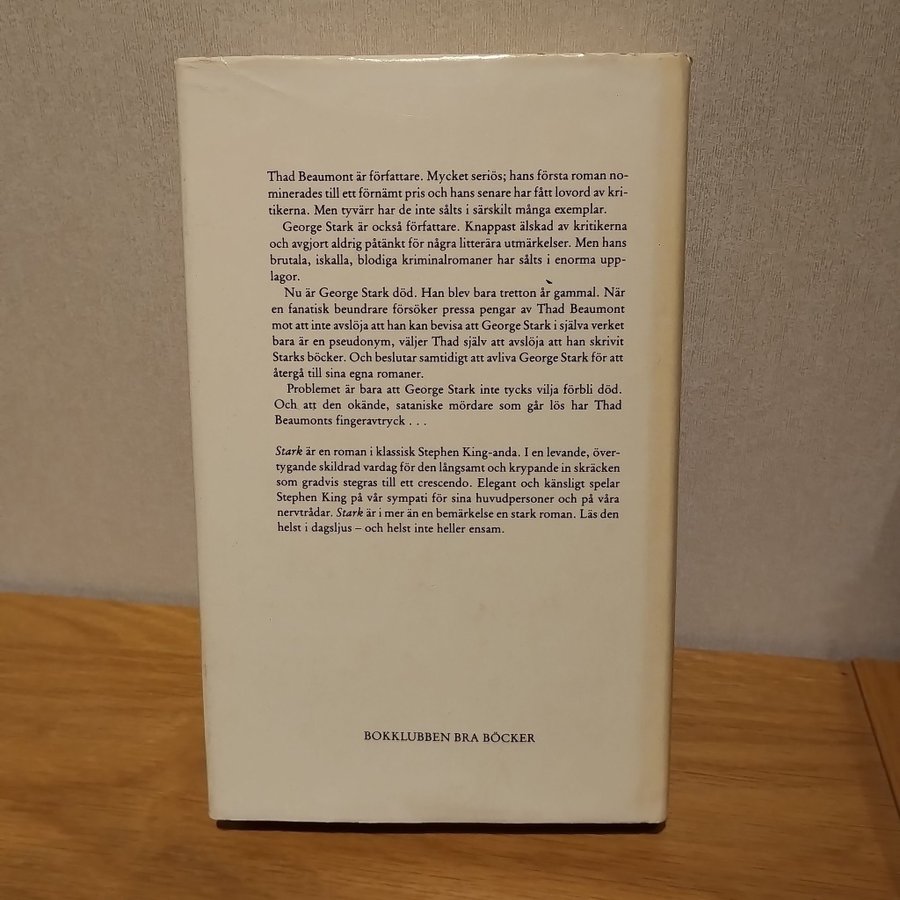 Thad Beaumont är författare. Mycket seriös; hans första roman no-
minerades till ett förnämt pris och hans senare har fått lovord av kri-
tikerna. Men tyvärr har de inte sålts i särskilt många exemplar.
George Stark är också författare. Knappast älskad av kritikerna
och avgjort aldrig påtänkt för några litterära utmärkelser. Men hans
brutala, iskalla, blodiga kriminalromaner har sålts i enorma upp-
lagor.
Nu är George Stark död. Han blev bara tretton år gammal. När
en fanatisk beundrare försöker pressa pengar av Thad Beaumont
mot att inte avslöja att han kan bevisa att George Stark i själva verket
bara är en pseudonym, väljer Thad själv att avslöja att han skrivit
Starks böcker. Och beslutar samtidigt att avliva George Stark för att
återgå till sina egna romaner.
Problemet är bara att George Stark inte tycks vilja förbli död.
Och att den okände, sataniske mördare som går lös har Thad
Beaumonts fingeravtryck . . .
Stark är en roman i klassisk Stephen King-anda. I en levande, över-
tygande skildrad vardag för den långsamt och krypande in skräcken
som gradvis stegras till ett crescendo. Elegant och känsligt spelar
Stephen King på vår sympati för sina huvudpersoner och på våra
nervtrådar. Stark är i mer än en bemärkelse en stark roman. Läs den
helst i dagsljus – och helst inte heller ensam.
BOKKLUBBEN BRA BÖCKER